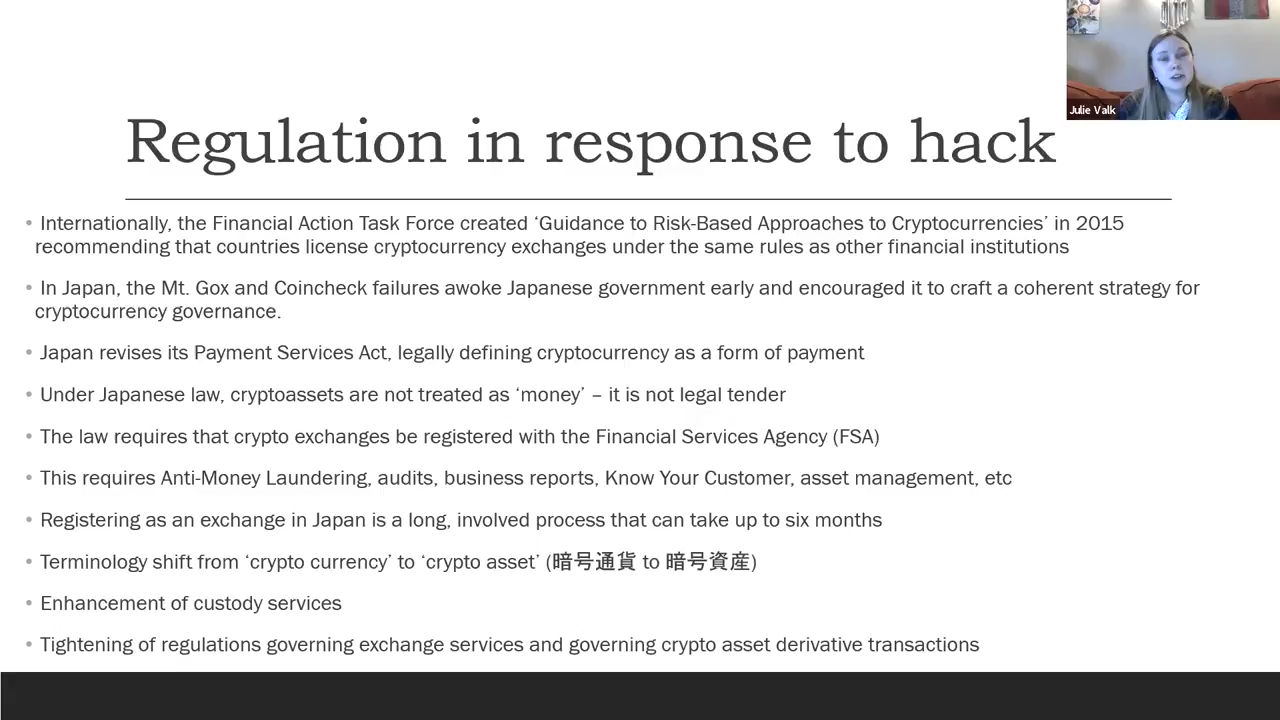 Julie Valk
Regulation in response to hack
• Internationally, the Financial Action Task Force created ‘Guidance to Risk-Based Approaches to Cryptocurrencies’ in 2015
recommending that countries license cryptocurrency exchanges under the same rules as other financial institutions
• In Japan, the Mt. Gox and Coincheck failures awoke Japanese government early and encouraged it to craft a coherent strategy for
cryptocurrency governance.
• Japan revises its Payment Services Act, legally defining cryptocurrency as a form of payment
• Under Japanese law, cryptoassets are not treated as ‘money’ – it is not legal tender
• The law requires that crypto exchanges be registered with the Financial Services Agency (FSA)
• This requires Anti-Money Laundering, audits, business reports, Know Your Customer, asset management, etc
• Registering as an exchange in Japan is a long, involved process that can take up to six months
• Terminology shift from ‘crypto currency’ to ‘crypto asset’ (暗号通貨 to 暗号資産)
• Enhancement of custody services
• Tightening of regulations governing exchange services and governing crypto asset derivative transactions